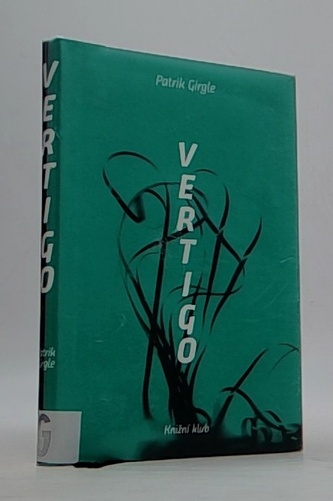 Patrik Girgle
VERTIGO
Knižní klub
VERTIGO
Patrik
Girgle
G